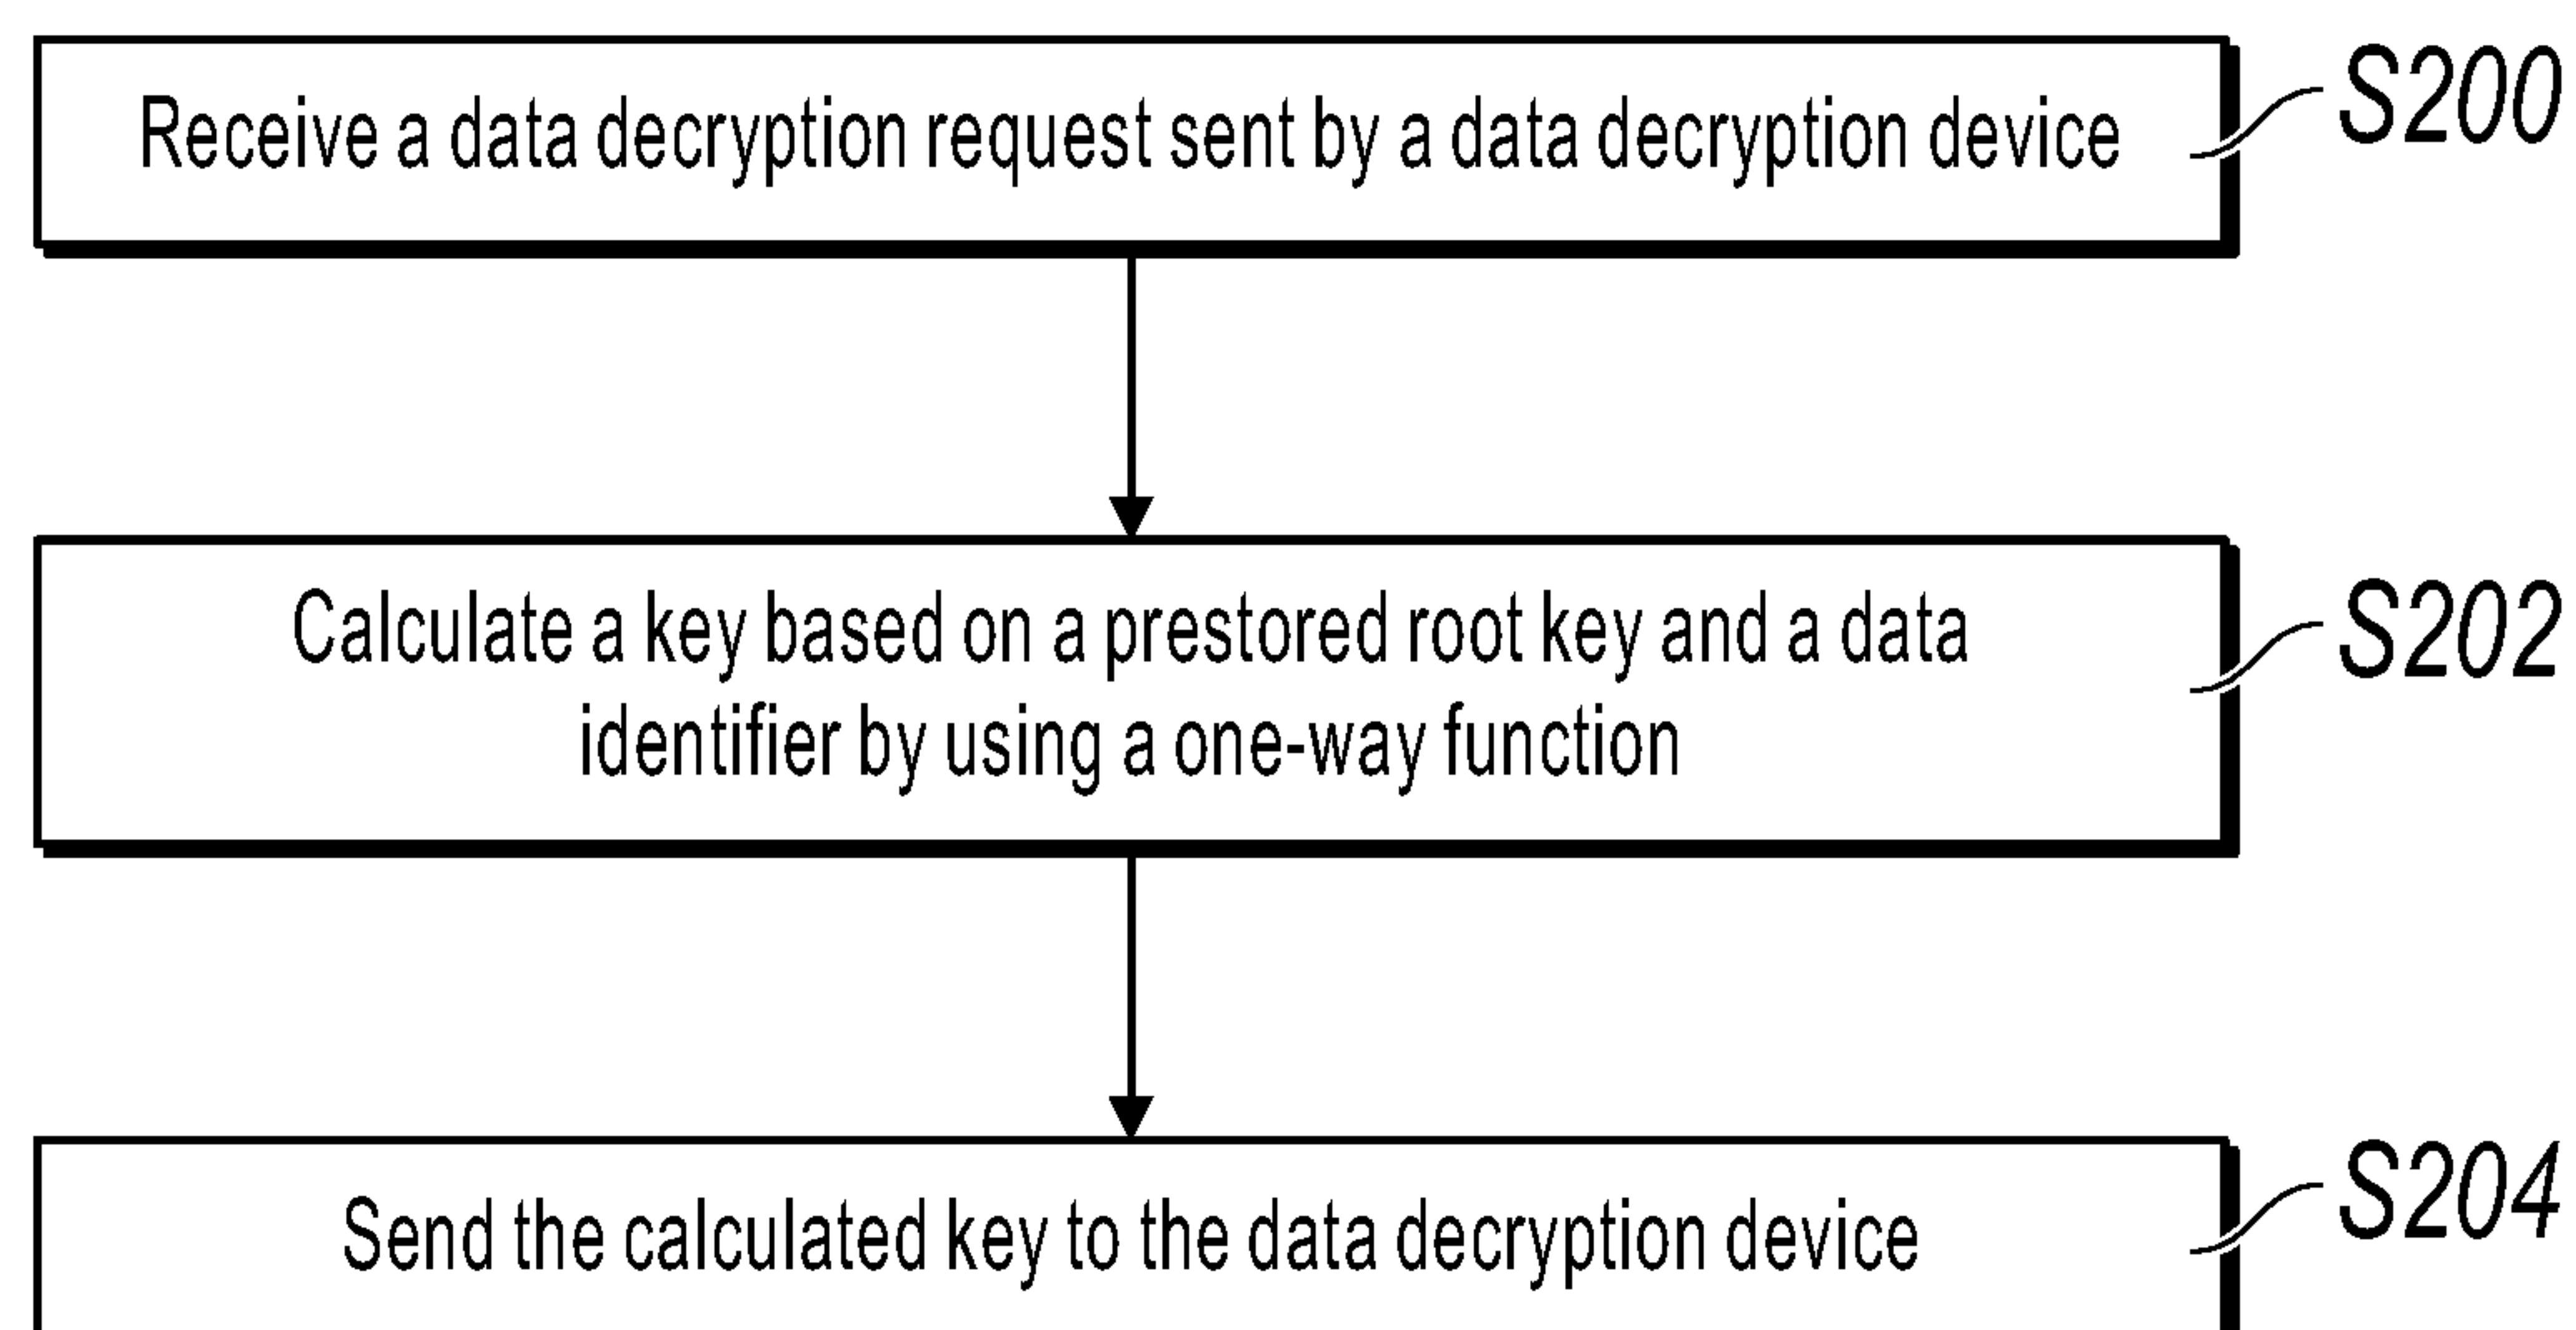 Receive a data decryption request sent by a data decryption device
S200
Calculate a key based on a prestored root key and a data
identifier by using a one-way function
S202
Send the calculated key to the data decryption device
S204